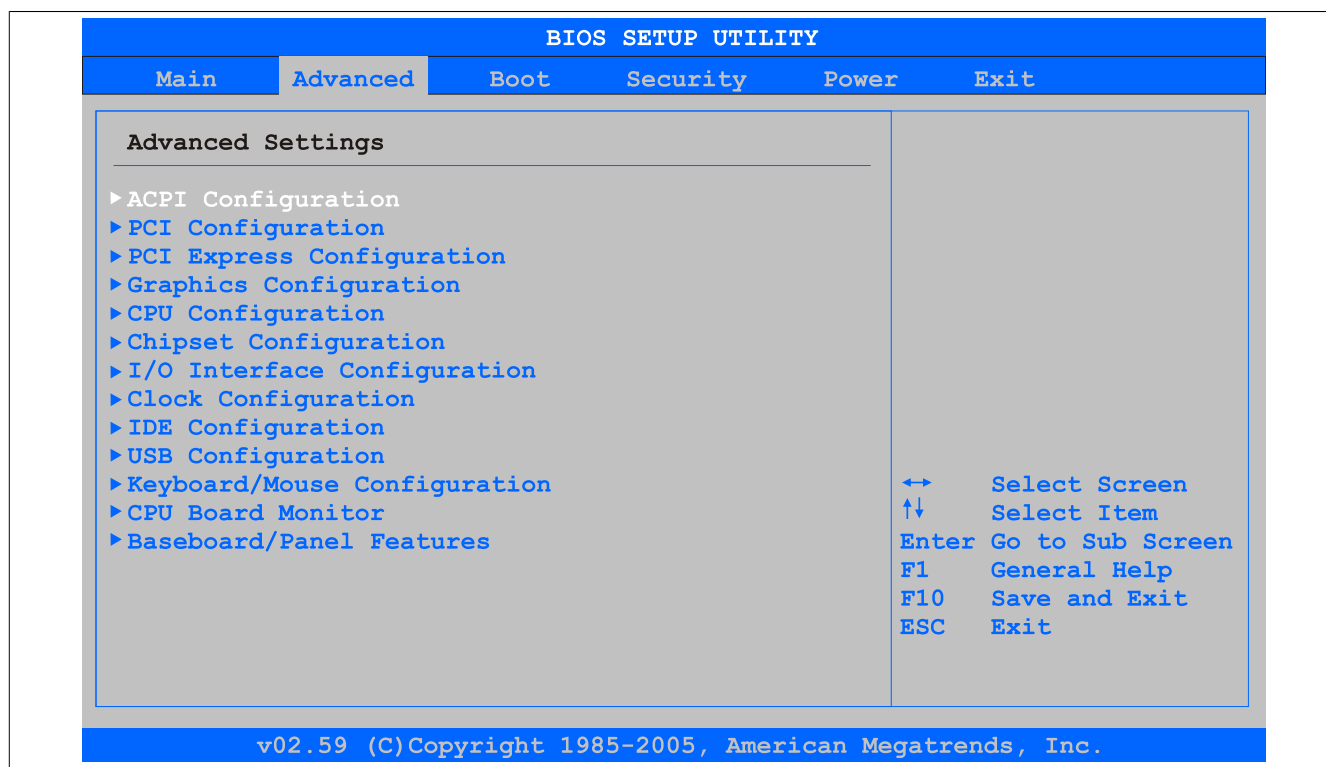 BIOS SETUP UTILITY
Main Advanced Boot Security Power Exit
Advanced Settings
ACPI Configuration
PCI Configuration
PCI Express Configuration
Graphics Configuration
CPU Configuration
Chipset Configuration
I/O Interface Configuration
Clock Configuration
IDE Configuration
USB Configuration
Keyboard/Mouse Configuration
CPU Board Monitor
Baseboard/Panel Features
↔ Select Screen
↑↓ Select Item
Enter Go to Sub Screen
F1 General Help
F10 Save and Exit
ESC Exit
v02.59 (C)Copyright 1985-2005, American Megatrends, Inc.